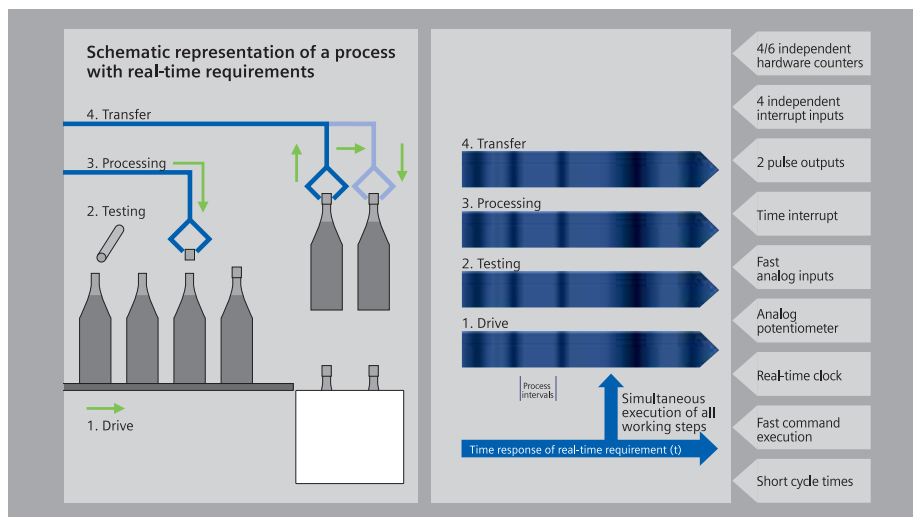 Schematic representation of a process
with real-time requirements
4. Transfer
3. Processing
2. Testing
1. Drive
4. Transfer
3. Processing
2. Testing
1. Drive
Process
intervals
Simultaneous
execution of all
working steps
Time response of real-time requirement (t)
4/6 independent
hardware counters
4 independent
interrupt inputs
2 pulse outputs
Time interrupt
Fast
analog inputs
Analog
potentiometer
Real-time clock
Fast command
execution
Short cycle times